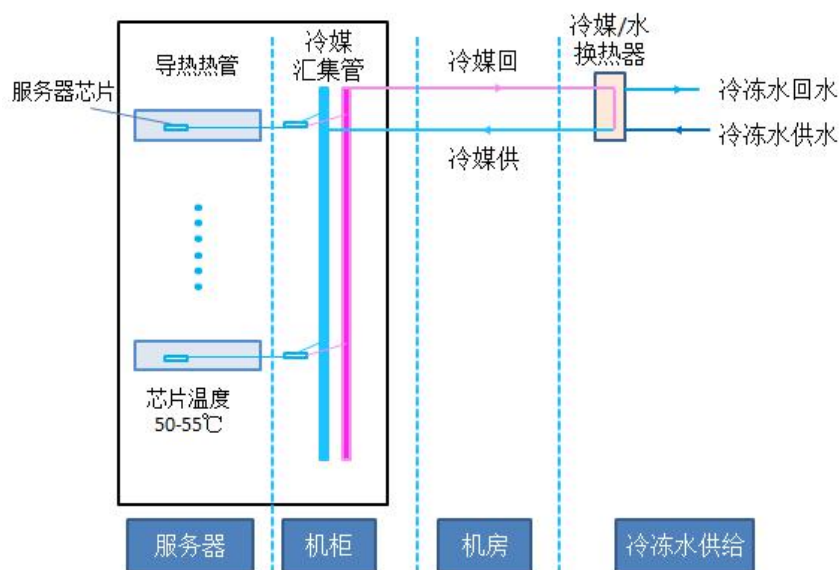 导热热管
冷媒
汇集管
冷媒回
冷媒/水
换热器
服务器芯片
冷冻水回水
冷冻水供水
冷媒供
芯片温度
50-55℃
服务器
机柜
机房
冷冻水供给